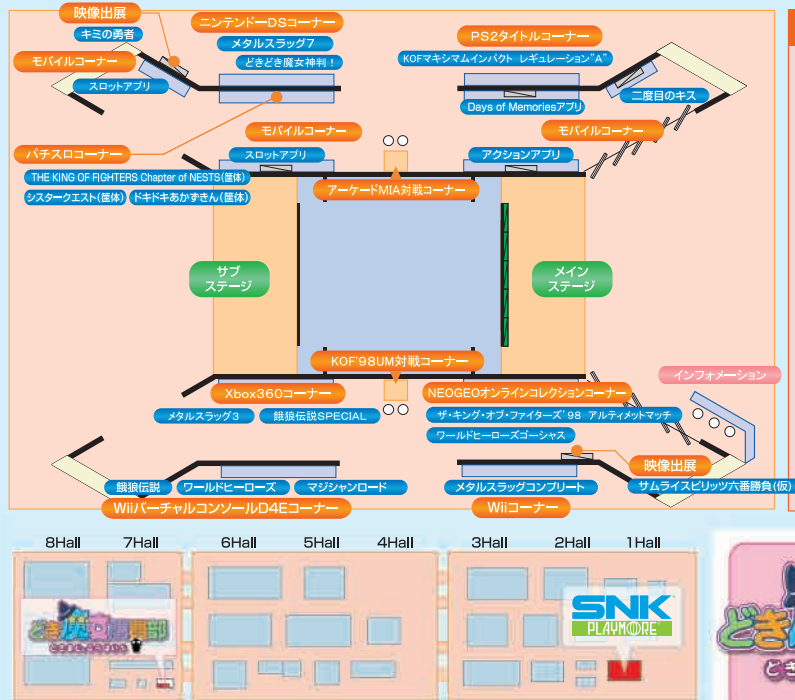 映像出展
キミの勇者
モバイルコーナー
スロットアプリ
ニンテンドーDSコーナー
メタルスラッグ7
どきどき魔女神判！
PS2タイトルコーナー
KOFマキシマムインパクト レギュレーション"A"
Days of Memoriesアプリ
二度目のキス
モバイルコーナー
スロットアプリ
モバイルコーナー
アクションアプリ
パチスロコーナー
THE KING OF FIGHTERS Chapter of NESTS(筐体)
シスタークエスト(筐体)
ドキドキあかずきん(筐体)
アーケードMIA対戦コーナー
サブ
ステージ
メイン
ステージ
KOF'98UM対戦コーナー
Xbox360コーナー
メタルスラッグ3
餓狼伝説SPECIAL
NEOGEOオンラインコレクションコーナー
ザ・キング・オブ・ファイターズ'98 アルティメットマッチ
ワールドヒーローズゴージャス
インフォメーション
映像出展
サムライスピリッツ六番勝負(仮)
餓狼伝説
ワールドヒーローズ
マジシャンロード
WiiバーチャルコンソールD4Eコーナー
メタルスラッグコンプリート
Wiiコーナー
8Hall
7Hall
6Hall
5Hall
4Hall
3Hall
2Hall
1Hall
どき魔女倶楽部
SNK
PLAYMORE
どき